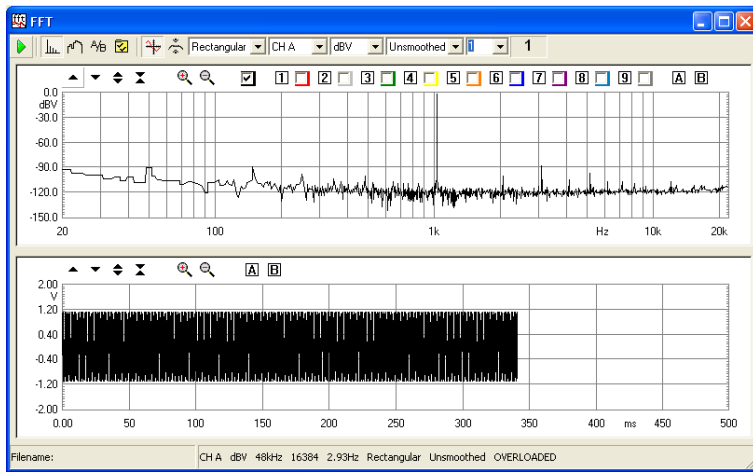 FFT
A/B Rectangular CH A dBV Unsmoothed 1 1
1 2 3 4 5 6 7 8 9 A B
0.0
dBV
-30.0
-60.0
-90.0
-120.0
-150.0
20 100 1k Hz 10k 20k
A B
2.00
V
1.20
0.40
-0.40
-1.20
-2.00
0.00 50 100 150 200 250 300 350 400 ms 450 500
Filename: CH A dBV 48kHz 16384 2.93Hz Rectangular Unsmoothed OVERLOADED